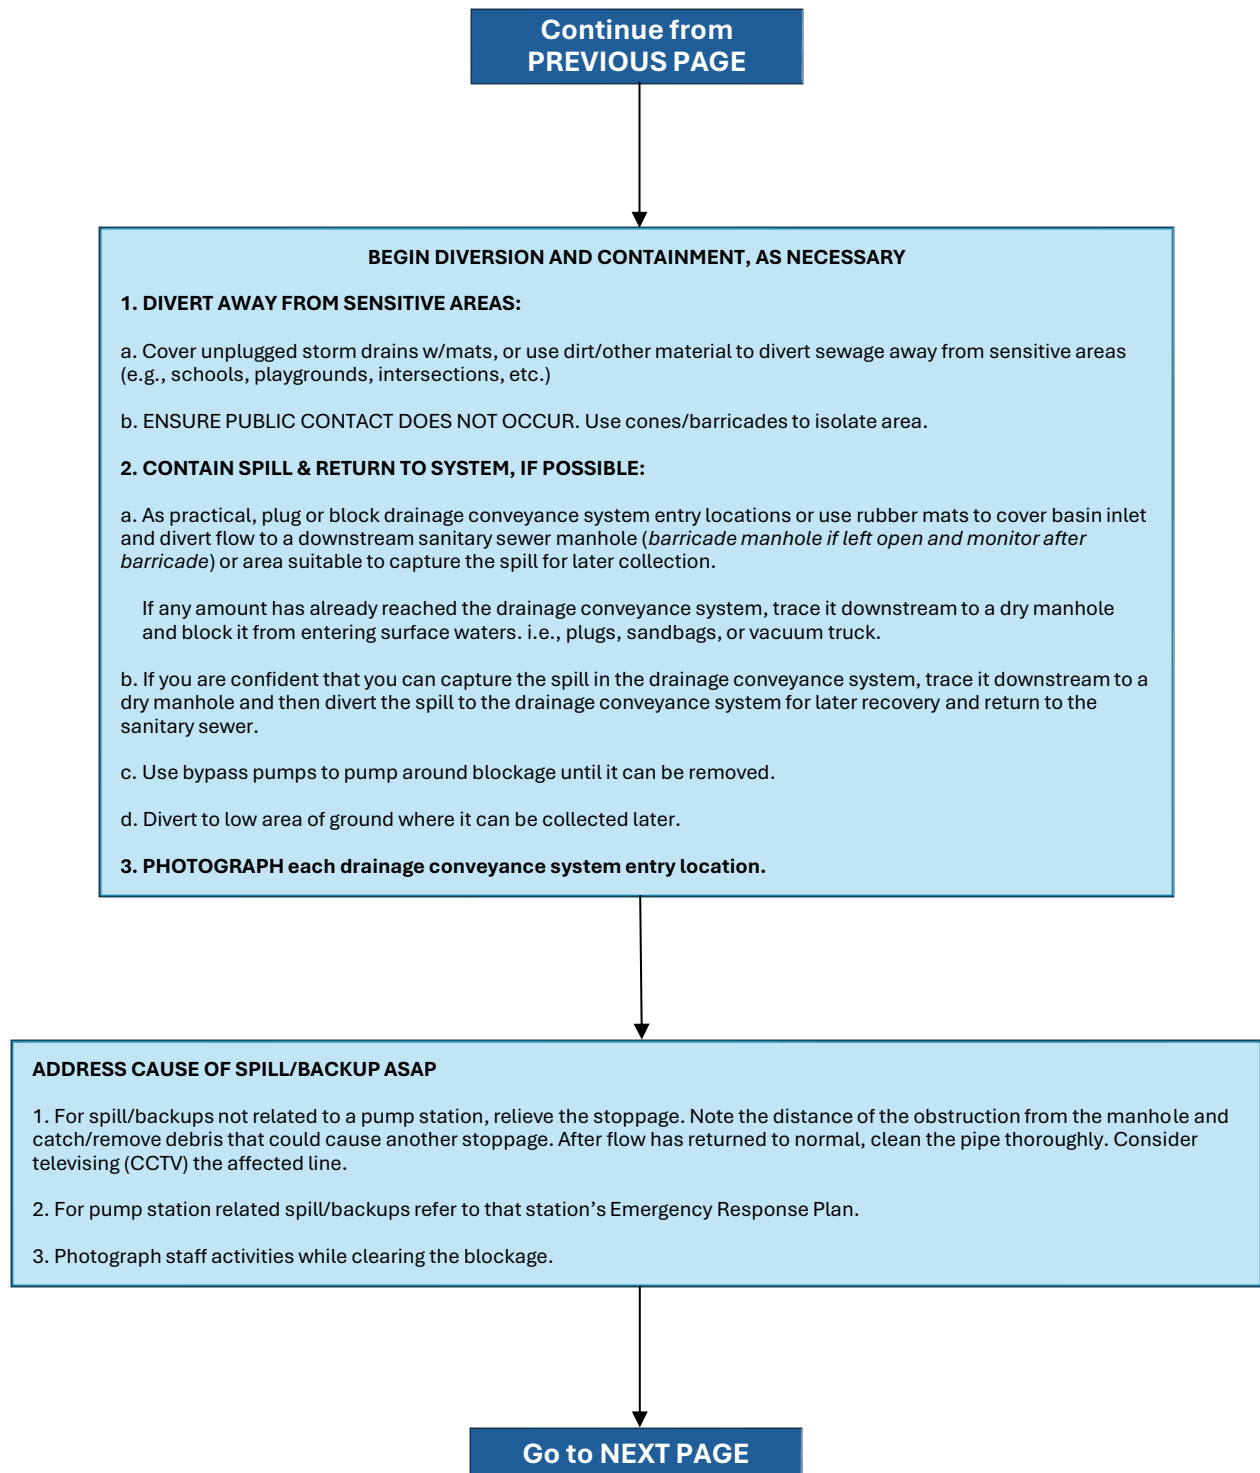 Continue from
PREVIOUS PAGE
BEGIN DIVERSION AND CONTAINMENT, AS NECESSARY
1. DIVERT AWAY FROM SENSITIVE AREAS:
a. Cover unplugged storm drains w/mats, or use dirt/other material to divert sewage away from sensitive areas
(e.g., schools, playgrounds, intersections, etc.)
b. ENSURE PUBLIC CONTACT DOES NOT OCCUR. Use cones/barricades to isolate area.
2. CONTAIN SPILL & RETURN TO SYSTEM, IF POSSIBLE:
a. As practical, plug or block drainage conveyance system entry locations or use rubber mats to cover basin inlet
and divert flow to a downstream sanitary sewer manhole (barricade manhole if left open and monitor after
barricade) or area suitable to capture the spill for later collection.
If any amount has already reached the drainage conveyance system, trace it downstream to a dry manhole
and block it from entering surface waters. i.e., plugs, sandbags, or vacuum truck.
b. If you are confident that you can capture the spill in the drainage conveyance system, trace it downstream to a
dry manhole and then divert the spill to the drainage conveyance system for later recovery and return to the
sanitary sewer.
c. Use bypass pumps to pump around blockage until it can be removed.
d. Divert to low area of ground where it can be collected later.
3. PHOTOGRAPH each drainage conveyance system entry location.
ADDRESS CAUSE OF SPILL/BACKUP ASAP
1. For spill/backups not related to a pump station, relieve the stoppage. Note the distance of the obstruction from the manhole and
catch/remove debris that could cause another stoppage. After flow has returned to normal, clean the pipe thoroughly. Consider
televising (CCTV) the affected line.
2. For pump station related spill/backups refer to that station’s Emergency Response Plan.
3. Photograph staff activities while clearing the blockage.
Go to NEXT PAGE